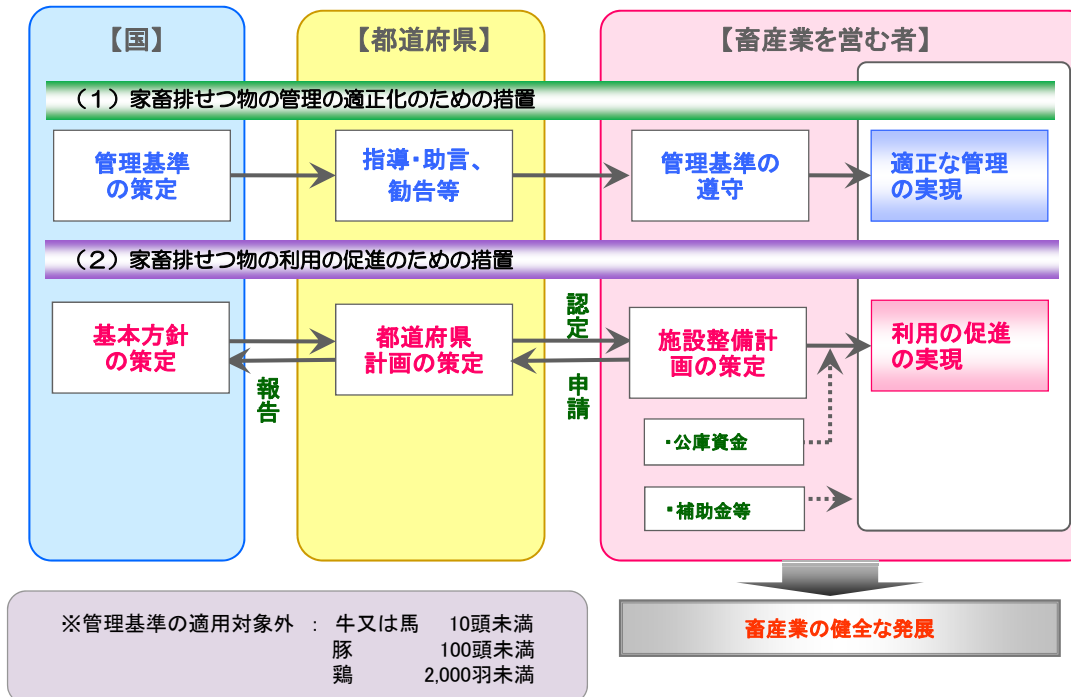 【国】
【都道府県】
【畜産業を営む者】
（１）家畜排せつ物の管理の適正化のための措置
管理基準
の策定
指導・助言、
勧告等
管理基準の
遵守
適正な管理
の実現
（２）家畜排せつ物の利用の促進のための措置
基本方針
の策定
報告
都道府県
計画の策定
認定
申請
施設整備計
画の策定
利用の促進
の実現
・公庫資金
・補助金等
畜産業の健全な発展
※管理基準の適用対象外 ： 牛又は馬 10頭未満
豚 100頭未満
鶏 2,000羽未満